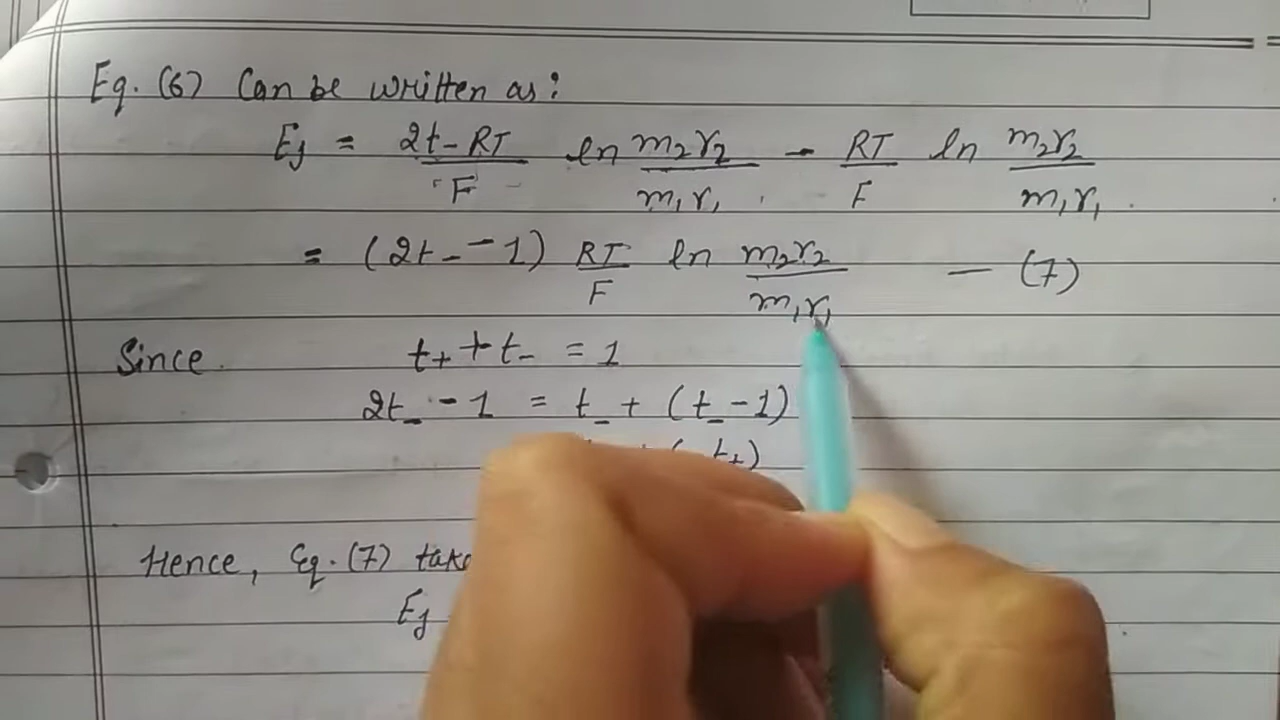 Eq. (6) Can be written as:
Ej = 2t- RT / F ln m2r2 / m1r1 - RT / F ln m2r2 / m1r1
= (2t- - 1) RT / F ln m2r2 / m1r1 — (7)
Since t+ + t- = 1
2t- - 1 = t- + (t- - 1)
t+)
Hence, Eq. (7)
Ej